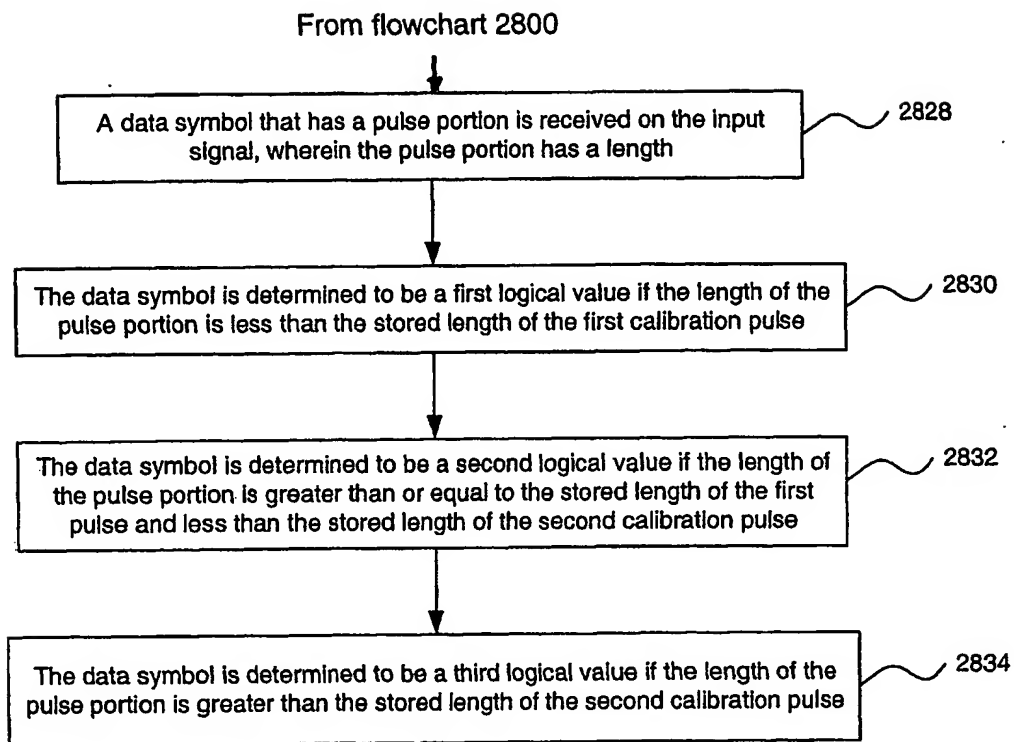 From flowchart 2800
A data symbol that has a pulse portion is received on the input
signal, wherein the pulse portion has a length
2828
The data symbol is determined to be a first logical value if the length of the
pulse portion is less than the stored length of the first calibration pulse
2830
The data symbol is determined to be a second logical value if the length of
the pulse portion is greater than or equal to the stored length of the first
pulse and less than the stored length of the second calibration pulse
2832
The data symbol is determined to be a third logical value if the length of the
pulse portion is greater than the stored length of the second calibration pulse
2834